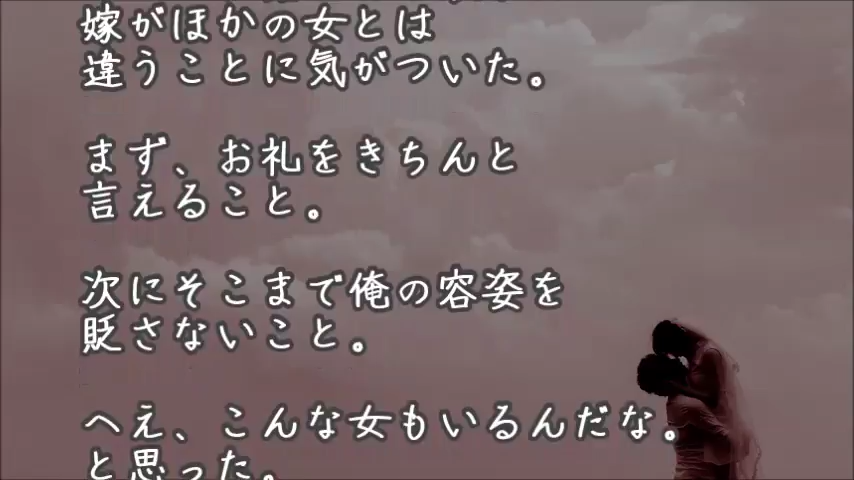 嫁がほかの女とは
違うことに気がついた。
まず、お礼をきちんと
言えること。
次にそこまで俺の容姿を
貶さないこと。
へえ、こんな女もいるんだな。
と思った。